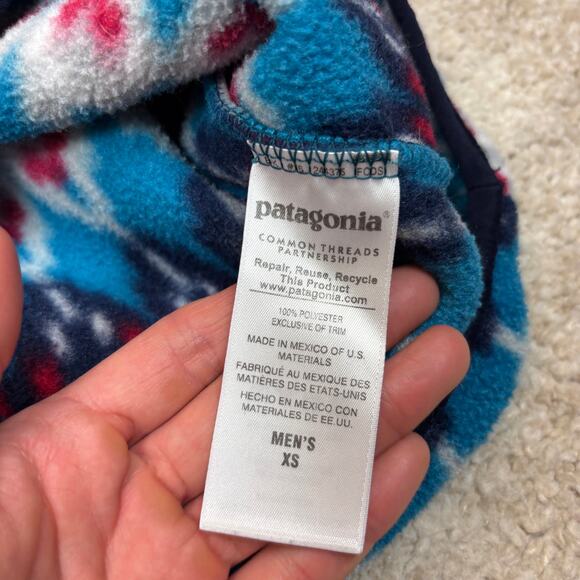 patagonia®
COMMON THREADS
PARTNERSHIP
Repair, Reuse, Recycle
This Product
www.patagonia.com
100% POLYESTER
EXCLUSIVE OF TRIM
MADE IN MEXICO OF U.S.
MATERIALS
FABRIQUÉ AU MEXIQUE DES
MATIÈRES DES ÉTATS-UNIS
HECHO EN MÉXICO CON
MATERIALES DE EE.UU.
MEN'S
XS